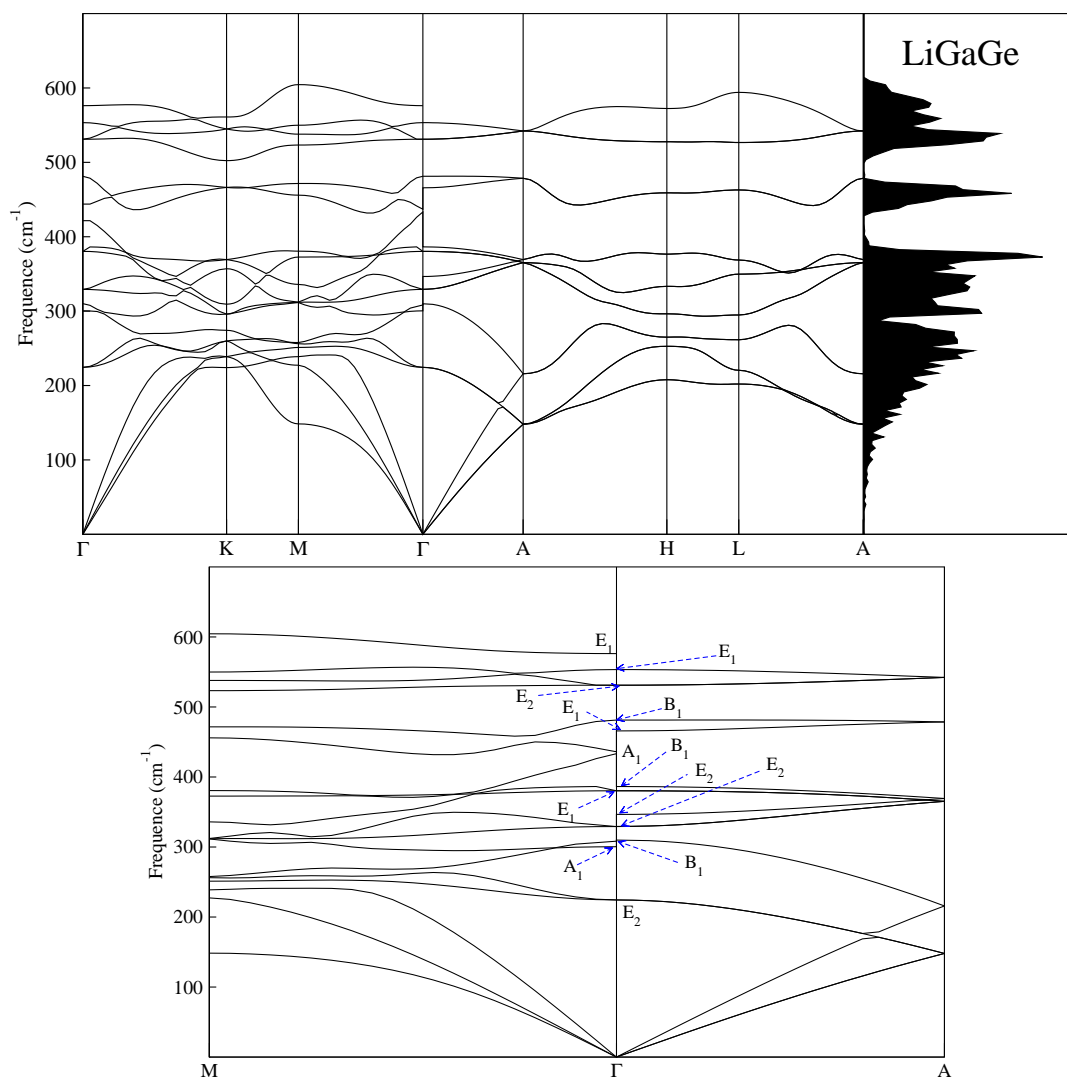 LiGaGe
600
500
400
300
200
100
Frequence (cm⁻¹)
Γ K M Γ A H L A
600
500
400
300
200
100
Frequence (cm⁻¹)
E₁
E₁
E₂
E₁
B₁
A₁
B₁
E₂
E₂
E₁
A₁
B₁
E₂
M Γ A